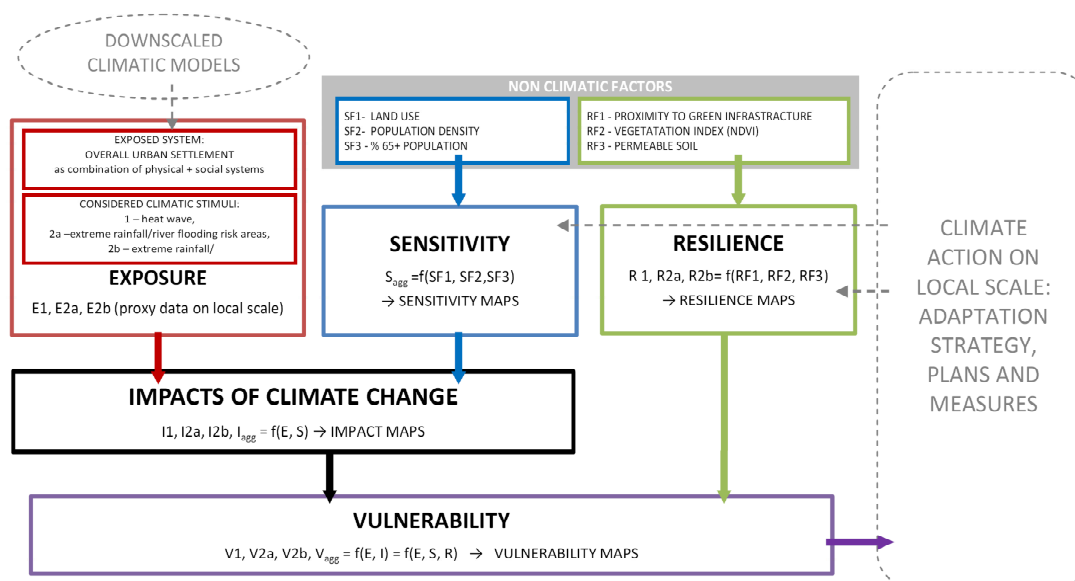 DOWNSCALED
CLIMATIC MODELS
NON CLIMATIC FACTORS
SF1- LAND USE
SF2- POPULATION DENSITY
SF3 - % 65+ POPULATION
RF1 - PROXIMITY TO GREEN INFRASTRACTURE
RF2 - VEGETATATION INDEX (NDVI)
RF3 - PERMEABLE SOIL
EXPOSED SYSTEM:
OVERALL URBAN SETTLEMENT
as combination of physical + social systems
CONSIDERED CLIMATIC STIMULI:
1 – heat wave,
2a –extreme rainfall/river flooding risk areas,
2b – extreme rainfall/
EXPOSURE
E1, E2a, E2b (proxy data on local scale)
SENSITIVITY
Sagg =f(SF1, SF2,SF3)
→ SENSITIVITY MAPS
RESILIENCE
R 1, R2a, R2b= f(RF1, RF2, RF3)
→ RESILIENCE MAPS
CLIMATE
ACTION ON
LOCAL SCALE:
ADAPTATION
STRATEGY,
PLANS AND
MEASURES
IMPACTS OF CLIMATE CHANGE
I1, I2a, I2b, Iagg = f(E, S) → IMPACT MAPS
VULNERABILITY
V1, V2a, V2b, Vagg = f(E, I) = f(E, S, R) → VULNERABILITY MAPS